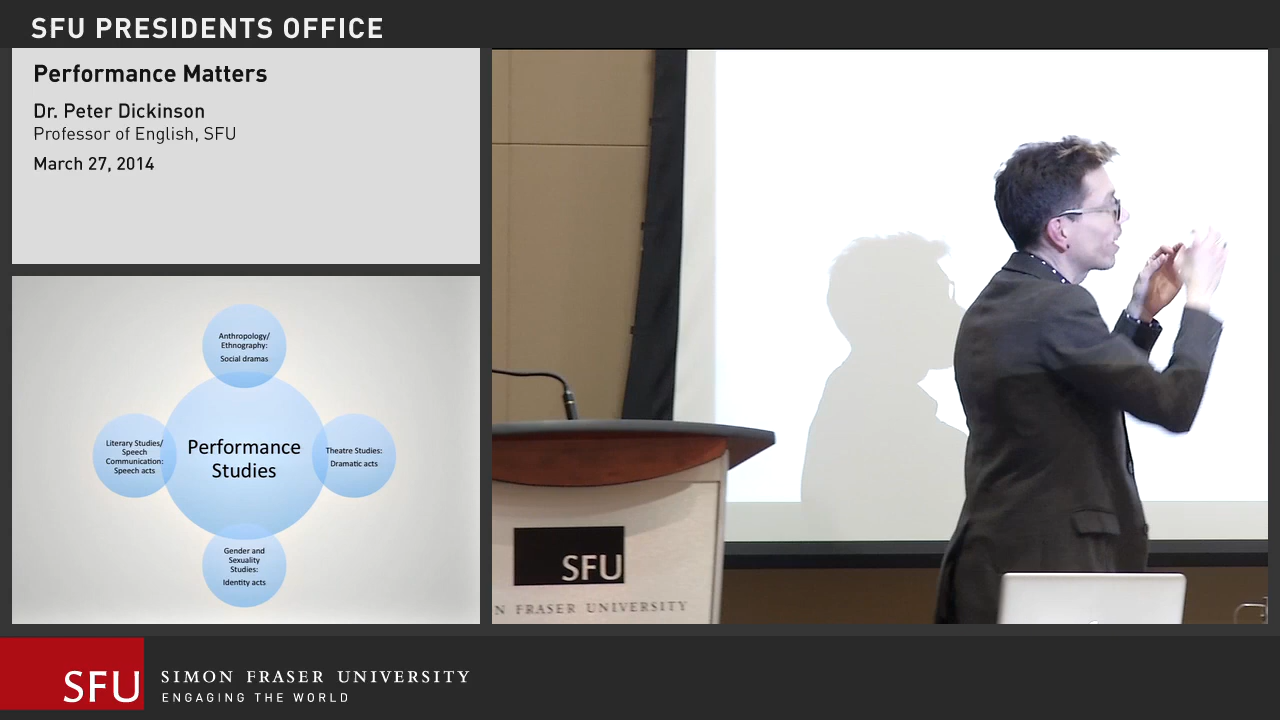 SFU PRESIDENTS OFFICE
Performance Matters
Dr. Peter Dickinson
Professor of English, SFU
March 27, 2014
Anthropology/
Ethnography:
Social dramas
Literary Studies/
Speech
Communication:
Speech acts
Performance
Studies
Theatre Studies:
Dramatic acts
Gender and
Sexuality
Studies:
Identity acts
SFU
N FRASER UNIVERSITY
SFU
SIMON FRASER UNIVERSITY
ENGAGING THE WORLD